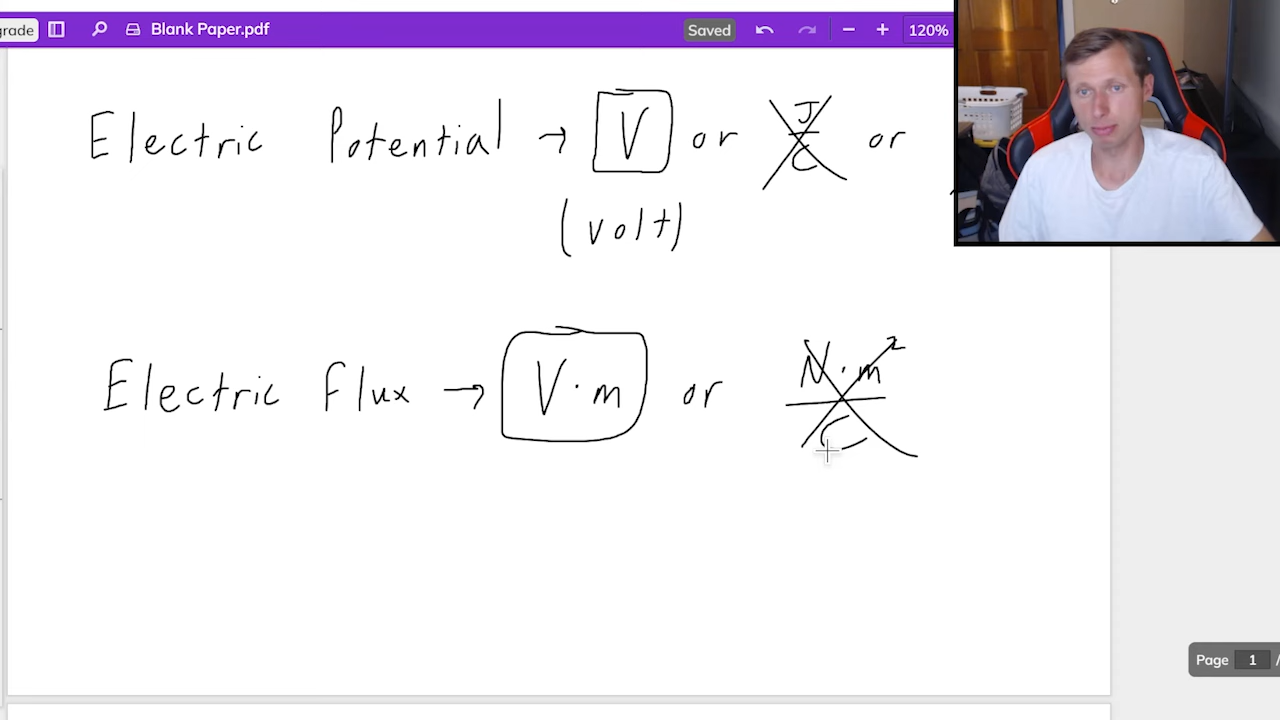 grade Blank Paper.pdf Saved 120%
Electric Potential → V or J/C or
(volt)
Electric Flux → V·m or N·m²/C
Page 1 /